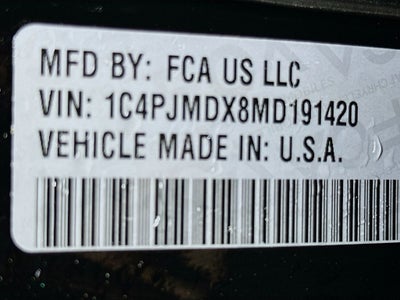 MFD BY: FCA US LLC
VIN: 1C4PJMDX8MD191420
VEHICLE MADE IN: U.S.A.